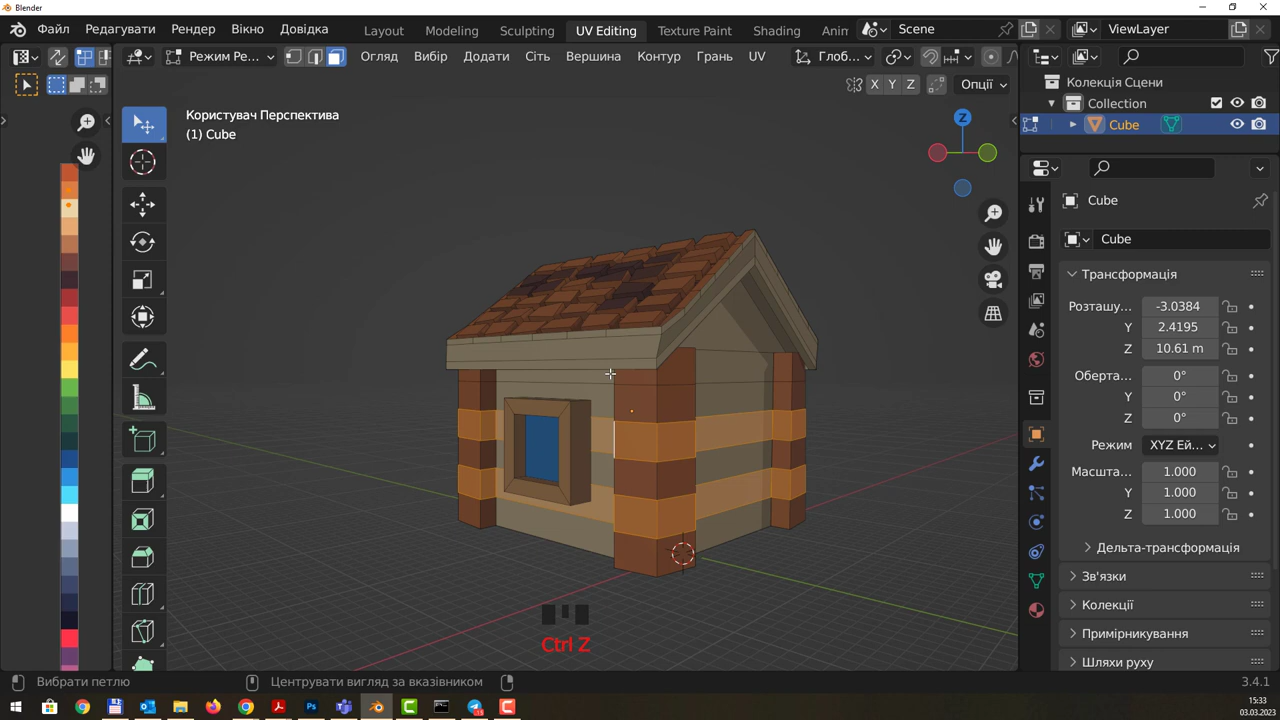 Blender
Файл Редагувати Рендер Вікно Довідка Layout Modeling Sculpting UV Editing Texture Paint Shading Anim Scene ViewLayer
Режим Ре... Огляд Вибір Додати Сіть Вершина Контур Грань UV Глоб...
X Y Z Опції
Колекція Сцени
Collection
Cube
Користувач Перспектива
(1) Cube
Z
Cube
Cube
Трансформація
Розташу... -3.0384
Y 2.4195
Z 10.61 m
Оберта... 0°
Y 0°
Z 0°
Режим XYZ Ей...
Масшта... 1.000
Y 1.000
Z 1.000
Дельта-трансформація
Зв'язки
Колекції
Примірникування
Шляхи руху
Ctrl Z
Вибрати петлю Центрувати вигляд за вказівником 3.4.1
15:33
03.03.2023